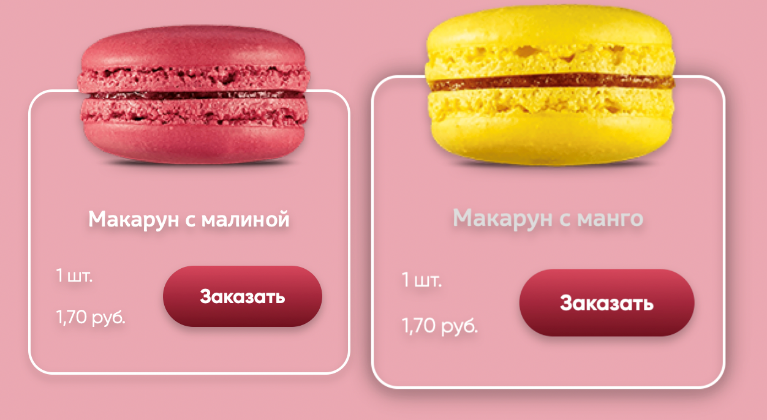 Макарун с малиной
1 шт.
1,70 руб.
Заказать
Макарун с манго
1 шт.
1,70 руб.
Заказать